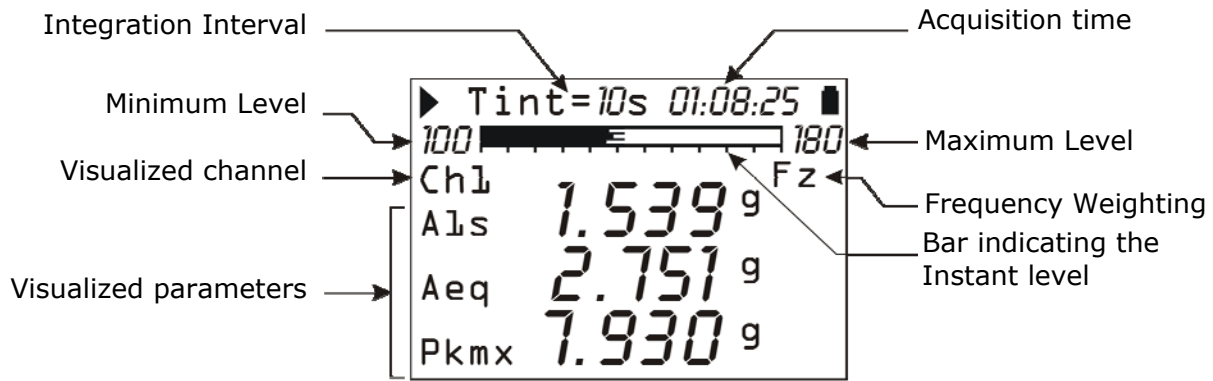 Integration Interval
Acquisition time
Minimum Level
Tint=10s 01:08:25
100
180
Maximum Level
Visualized channel
Ch1
Fz
Frequency Weighting
A1s 1.539 g
Bar indicating the
Instant level
Visualized parameters
Aeq 2.751 g
Pkmx 7.930 g